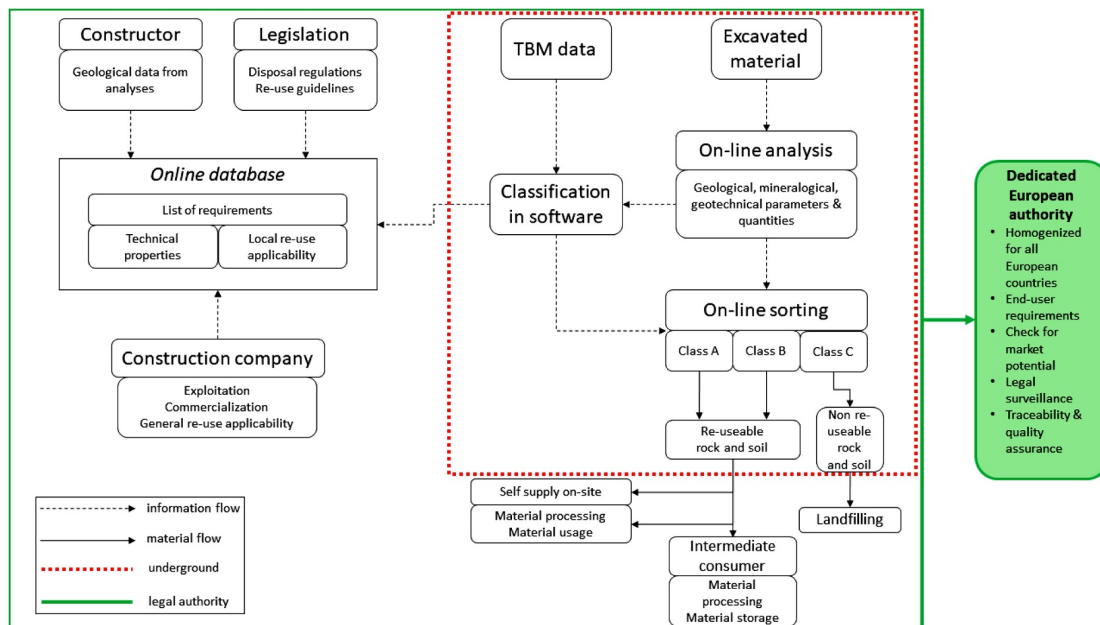 Constructor
Geological data from
analyses
Legislation
Disposal regulations
Re-use guidelines
TBM data
Excavated
material
Online database
List of requirements
Technical
properties
Local re-use
applicability
Classification
in software
On-line analysis
Geological, mineralogical,
geotechnical parameters &
quantities
On-line sorting
Class A
Class B
Class C
Construction company
Exploitation
Commercialization
General re-use applicability
Re-useable
rock and soil
Non re-
useable
rock
and soil
Self supply on-site
Material processing
Material usage
Landfilling
Intermediate
consumer
Material
processing
Material storage
information flow
material flow
underground
legal authority
Dedicated
European
authority
• Homogenized
for all
European
countries
• End-user
requirements
• Check for
market
potential
• Legal
surveillance
• Traceability &
quality
assurance